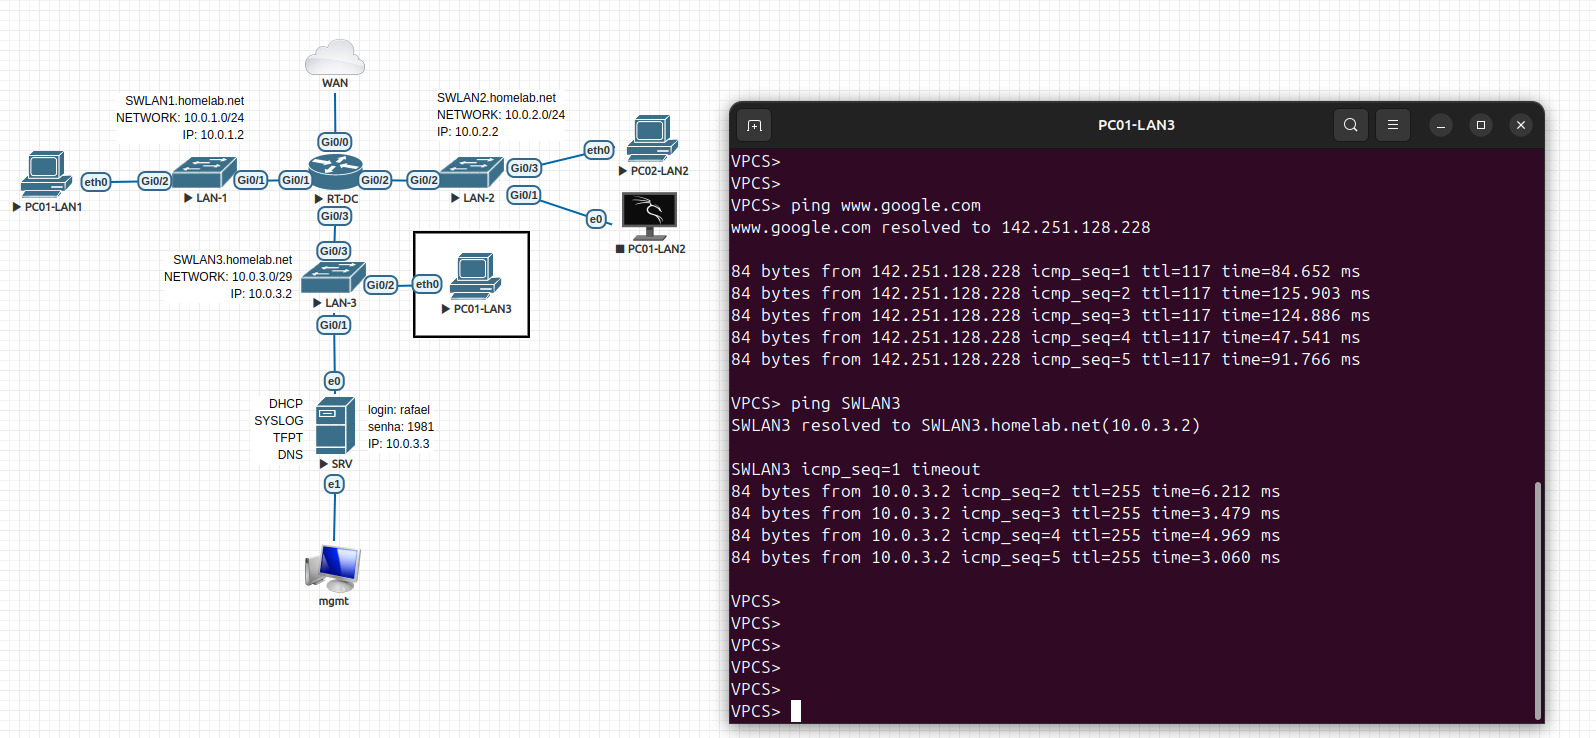 WAN
SWLAN1.homelab.net
NETWORK: 10.0.1.0/24
IP: 10.0.1.2
SWLAN2.homelab.net
NETWORK: 10.0.2.0/24
IP: 10.0.2.2
Gi0/0
eth0
Gi0/2
Gi0/1
Gi0/1
Gi0/2
Gi0/2
Gi0/3
eth0
PC02-LAN2
PC01-LAN1
LAN-1
RT-DC
LAN-2
Gi0/1
e0
PC01-LAN2
Gi0/3
Gi0/3
SWLAN3.homelab.net
NETWORK: 10.0.3.0/29
IP: 10.0.3.2
LAN-3
Gi0/2
eth0
PC01-LAN3
Gi0/1
e0
DHCP
SYSLOG
TFPT
DNS
login: rafael
senha: 1981
IP: 10.0.3.3
SRV
e1
mgmt
PC01-LAN3
VPCS>
VPCS>
VPCS> ping www.google.com
www.google.com resolved to 142.251.128.228
84 bytes from 142.251.128.228 icmp_seq=1 ttl=117 time=84.652 ms
84 bytes from 142.251.128.228 icmp_seq=2 ttl=117 time=125.903 ms
84 bytes from 142.251.128.228 icmp_seq=3 ttl=117 time=124.886 ms
84 bytes from 142.251.128.228 icmp_seq=4 ttl=117 time=47.541 ms
84 bytes from 142.251.128.228 icmp_seq=5 ttl=117 time=91.766 ms
VPCS> ping SWLAN3
SWLAN3 resolved to SWLAN3.homelab.net(10.0.3.2)
SWLAN3 icmp_seq=1 timeout
84 bytes from 10.0.3.2 icmp_seq=2 ttl=255 time=6.212 ms
84 bytes from 10.0.3.2 icmp_seq=3 ttl=255 time=3.479 ms
84 bytes from 10.0.3.2 icmp_seq=4 ttl=255 time=4.969 ms
84 bytes from 10.0.3.2 icmp_seq=5 ttl=255 time=3.060 ms
VPCS>
VPCS>
VPCS>
VPCS>
VPCS>
VPCS>